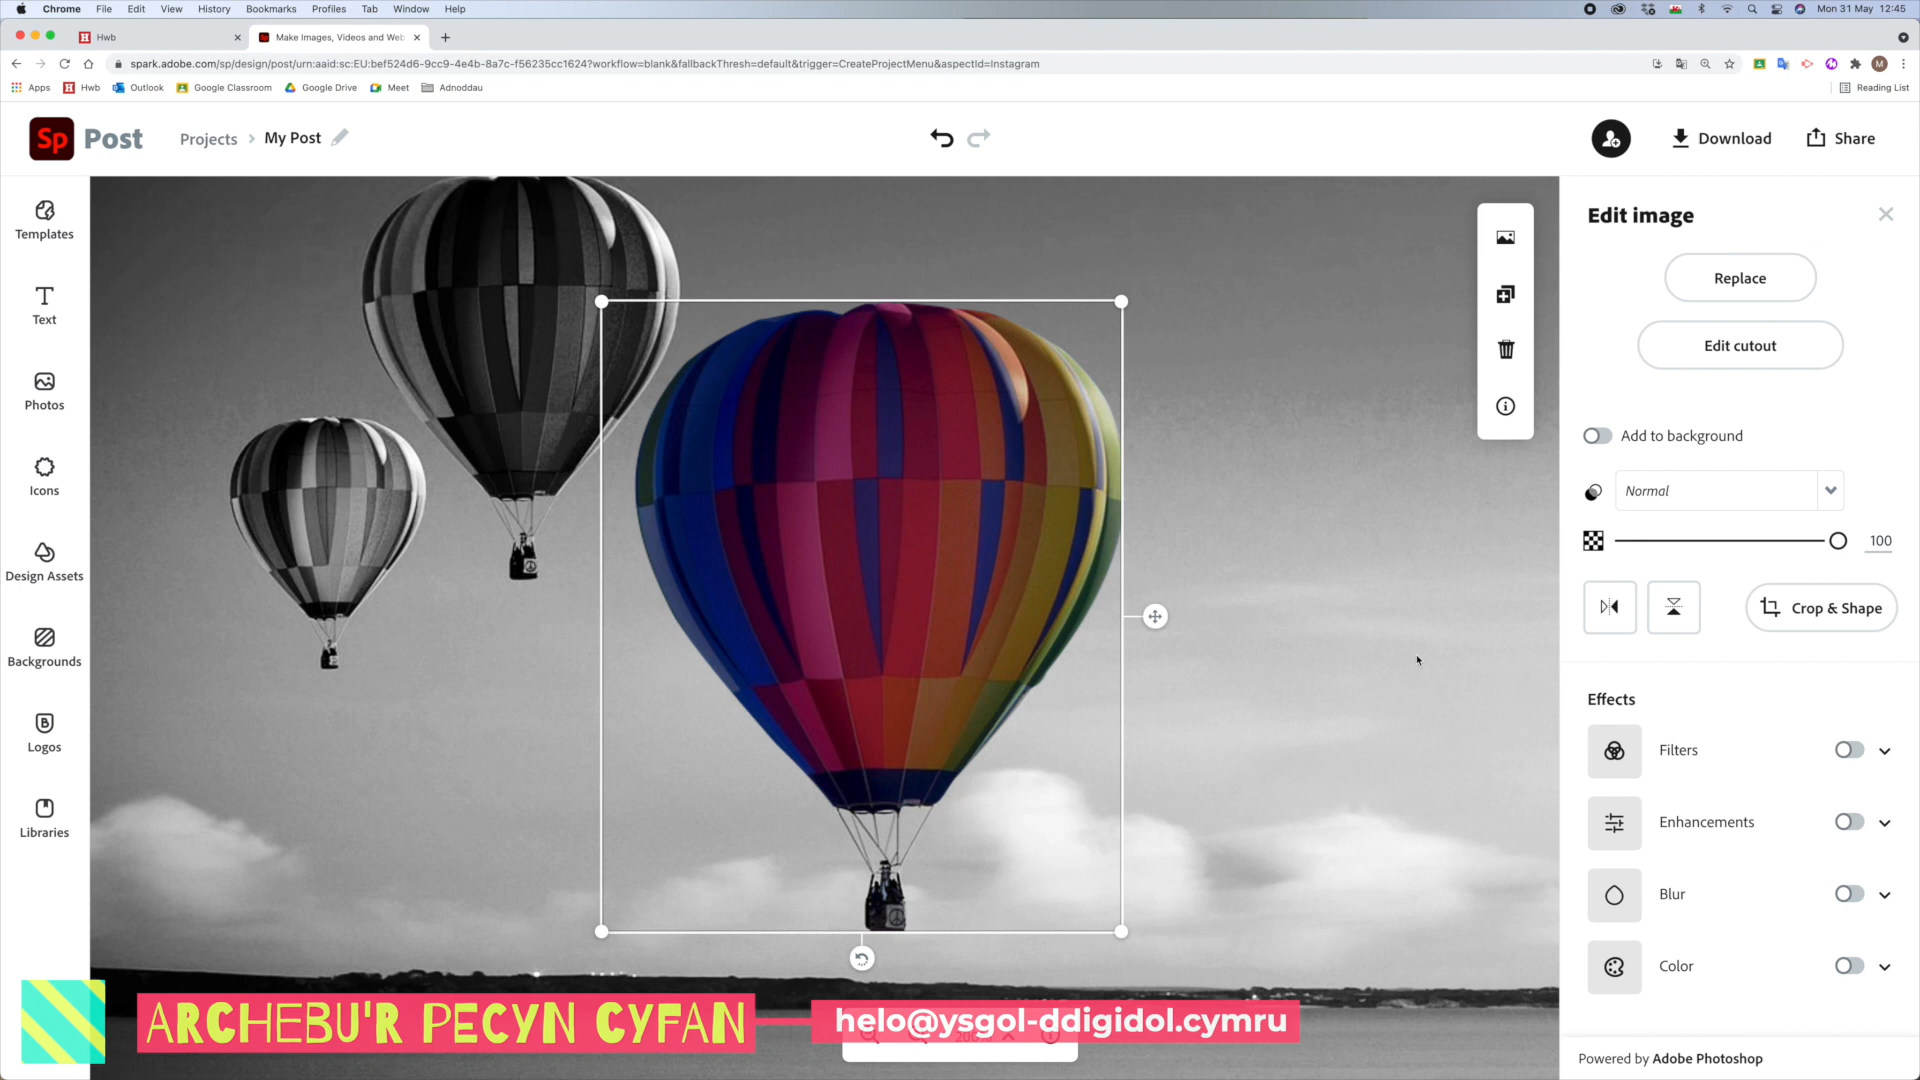 Chrome File Edit View History Bookmarks Profiles Tab Window Help Mon 31 May 12:45
Hwb Make Images, Videos and Web
spark.adobe.com/sp/design/post/urn:aaid:sc:EU:bef524d6-9cc9-4e4b-8a7c-f56235cc1624?workflow=blank&fallbackThresh=default&trigger=CreateProjectMenu&aspectId=Instagram
Apps Hwb Outlook Google Classroom Google Drive Meet Adnoddau Reading List
Sp Post Projects > My Post Download Share
Templates
Text
Photos
Icons
Design Assets
Backgrounds
Logos
Libraries
Edit image
Replace
Edit cutout
Add to background
Normal
100
Crop & Shape
Effects
Filters
Enhancements
Blur
Color
Powered by Adobe Photoshop
ARCHEBU'R PECYN CYFAN
helo@ysgol-ddigidol.cymru